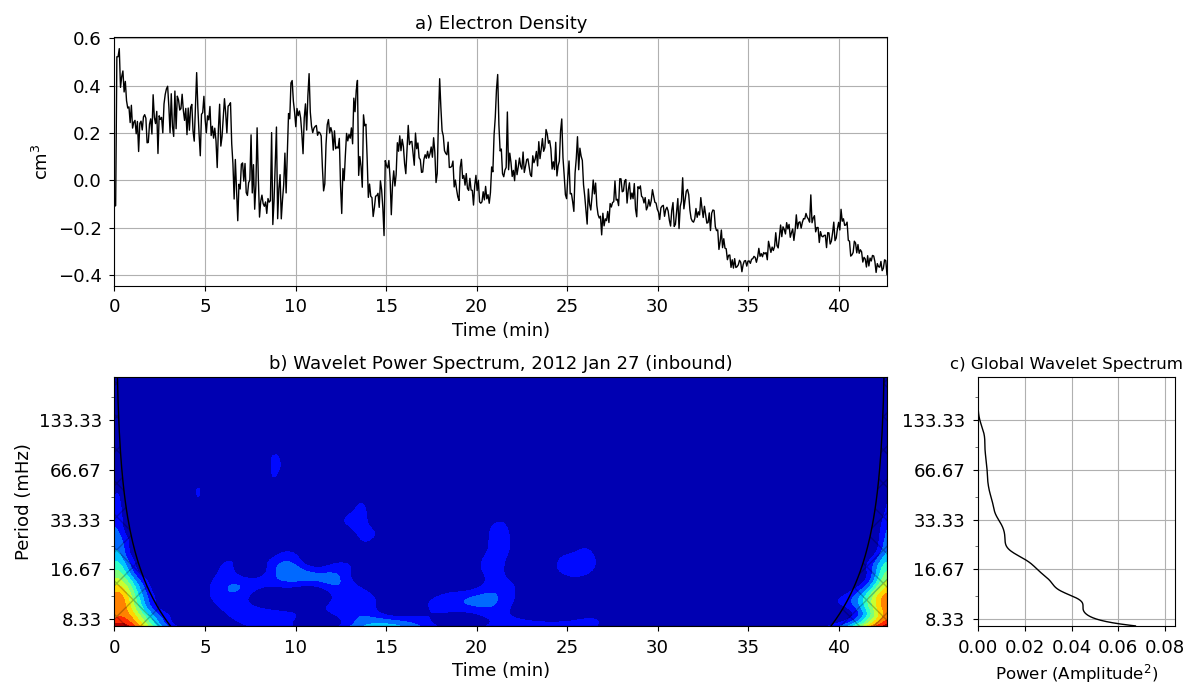 a) Electron Density
0.6
0.4
0.2
0.0
−0.2
−0.4
cm³
0 5 10 15 20 25 30 35 40
Time (min)
b) Wavelet Power Spectrum, 2012 Jan 27 (inbound)
133.33
66.67
33.33
16.67
8.33
Period (mHz)
0 5 10 15 20 25 30 35 40
Time (min)
c) Global Wavelet Spectrum
133.33
66.67
33.33
16.67
8.33
0.00 0.02 0.04 0.06 0.08
Power (Amplitude²)